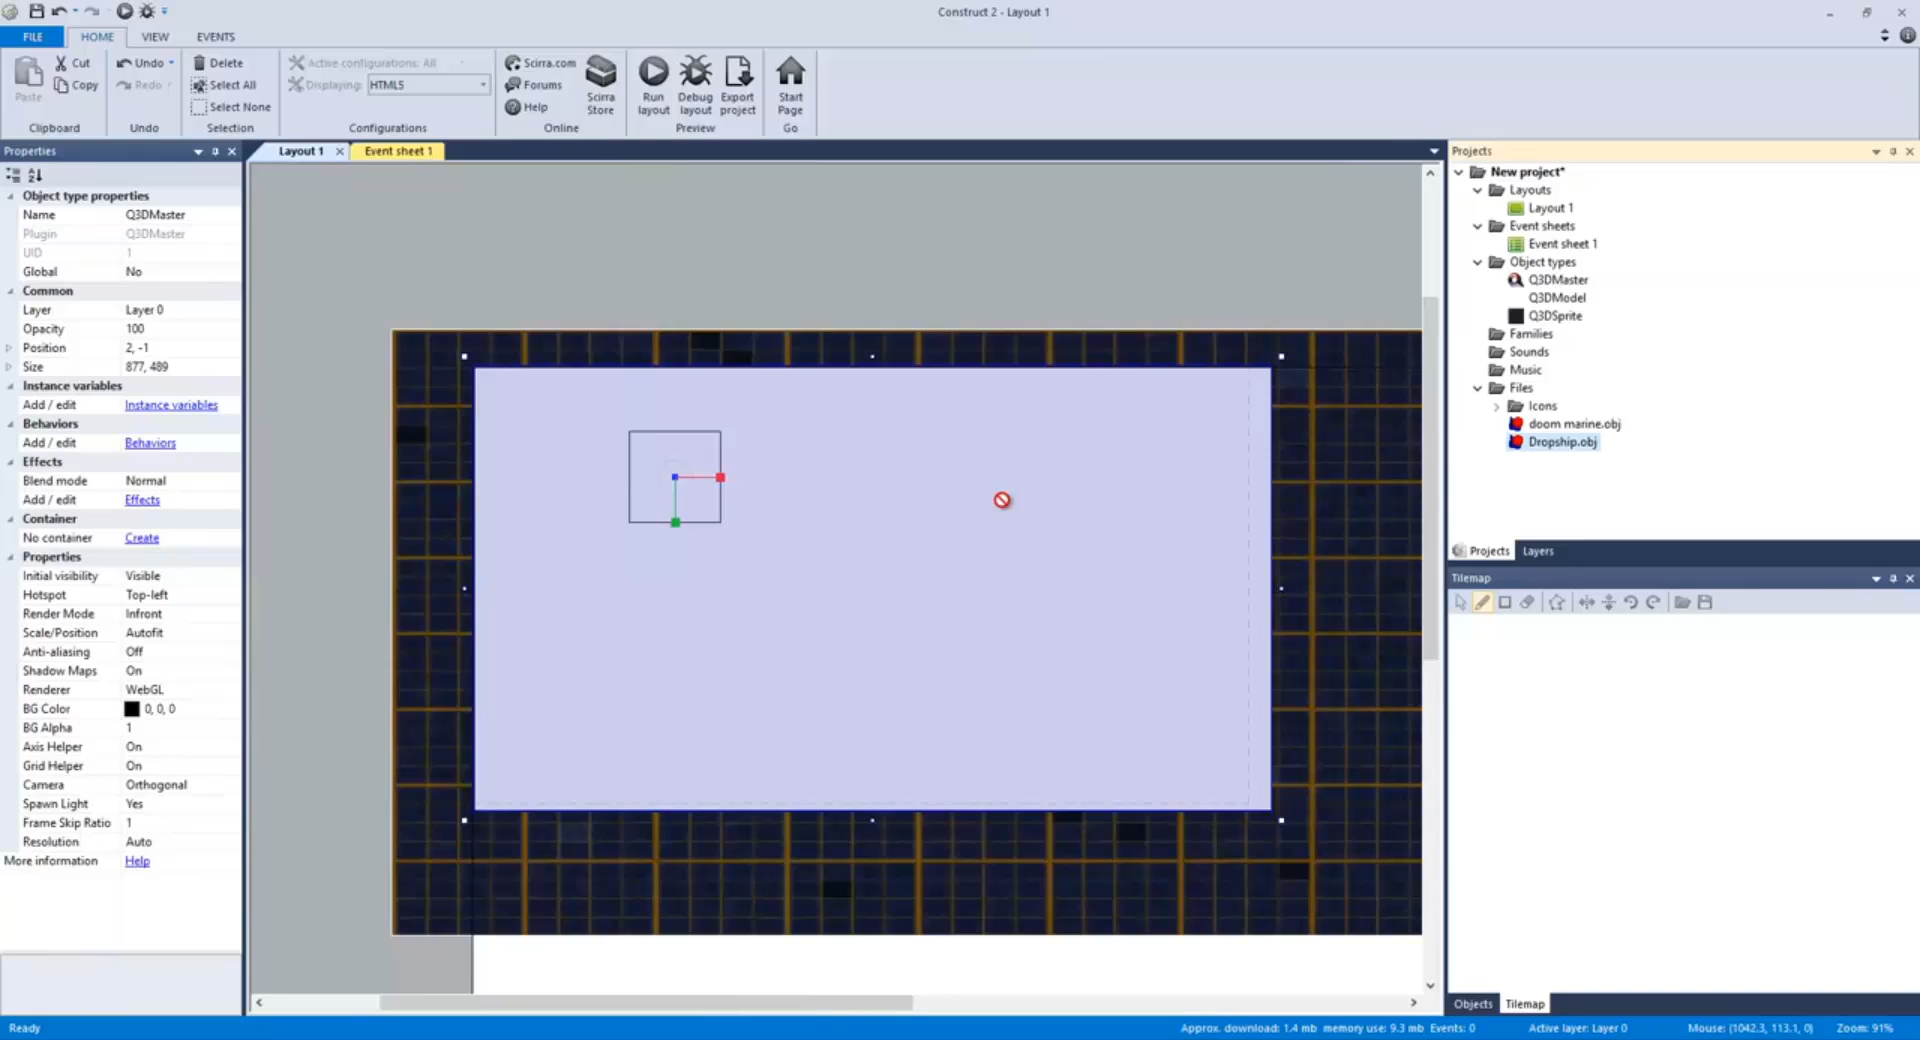 Construct 2 - Layout 1
FILE
HOME
VIEW
EVENTS
Paste
Cut
Copy
Clipboard
Undo
Redo
Undo
Delete
Select All
Select None
Selection
Active configurations: All
Displaying: HTML5
Configurations
Scirra.com
Forums
Help
Scirra
Store
Online
Run
layout
Debug
layout
Export
project
Preview
Start
Page
Go
Properties
Layout 1
Event sheet 1
Object type properties
Name Q3DMaster
Plugin Q3DMaster
UID 1
Global No
Common
Layer Layer 0
Opacity 100
Position 2, -1
Size 877, 489
Instance variables
Add / edit Instance variables
Behaviors
Add / edit Behaviors
Effects
Blend mode Normal
Add / edit Effects
Container
No container Create
Properties
Initial visibility Visible
Hotspot Top-left
Render Mode Infront
Scale/Position Autofit
Anti-aliasing Off
Shadow Maps On
Renderer WebGL
BG Color 0, 0, 0
BG Alpha 1
Axis Helper On
Grid Helper On
Camera Orthogonal
Spawn Light Yes
Frame Skip Ratio 1
Resolution Auto
More information Help
Projects
New project*
Layouts
Layout 1
Event sheets
Event sheet 1
Object types
Q3DMaster
Q3DModel
Q3DSprite
Families
Sounds
Music
Files
Icons
doom marine.obj
Dropship.obj
Projects
Layers
Tilemap
Objects
Tilemap
Ready
Approx. download: 1.4 mb memory use: 9.3 mb Events: 0
Active layer: Layer 0
Mouse: (1042.3, 113.1, 0)
Zoom: 91%